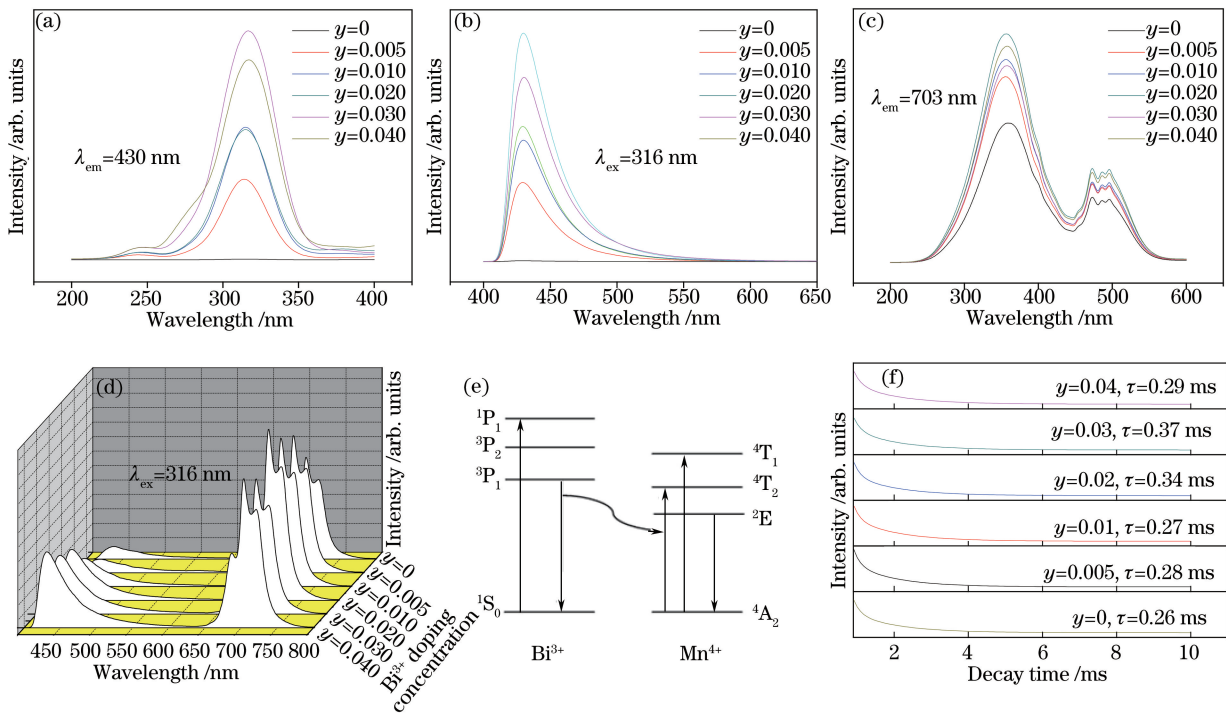 (a)
y=0
y=0.005
y=0.010
y=0.020
y=0.030
y=0.040
λem=430 nm
Intensity /arb. units
200 250 300 350 400
Wavelength /nm
(b)
y=0
y=0.005
y=0.010
y=0.020
y=0.030
y=0.040
λex=316 nm
Intensity /arb. units
400 450 500 550 600 650
Wavelength /nm
(c)
y=0
y=0.005
y=0.010
y=0.020
y=0.030
y=0.040
λem=703 nm
Intensity /arb. units
200 300 400 500 600
Wavelength /nm
(d)
λex=316 nm
Intensity /arb. units
450 500 550 600 650 700 750 800
Wavelength /nm
y=0
y=0.005
y=0.010
y=0.020
y=0.030
y=0.040
Bi³⁺ doping
concentration
(e)
¹P₁
³P₂
³P₁
¹S₀
⁴T₁
⁴T₂
²E
⁴A₂
Bi³⁺
Mn⁴⁺
(f)
y=0.04, τ=0.29 ms
y=0.03, τ=0.37 ms
y=0.02, τ=0.34 ms
y=0.01, τ=0.27 ms
y=0.005, τ=0.28 ms
y=0, τ=0.26 ms
Intensity /arb. units
2 4 6 8 10
Decay time /ms